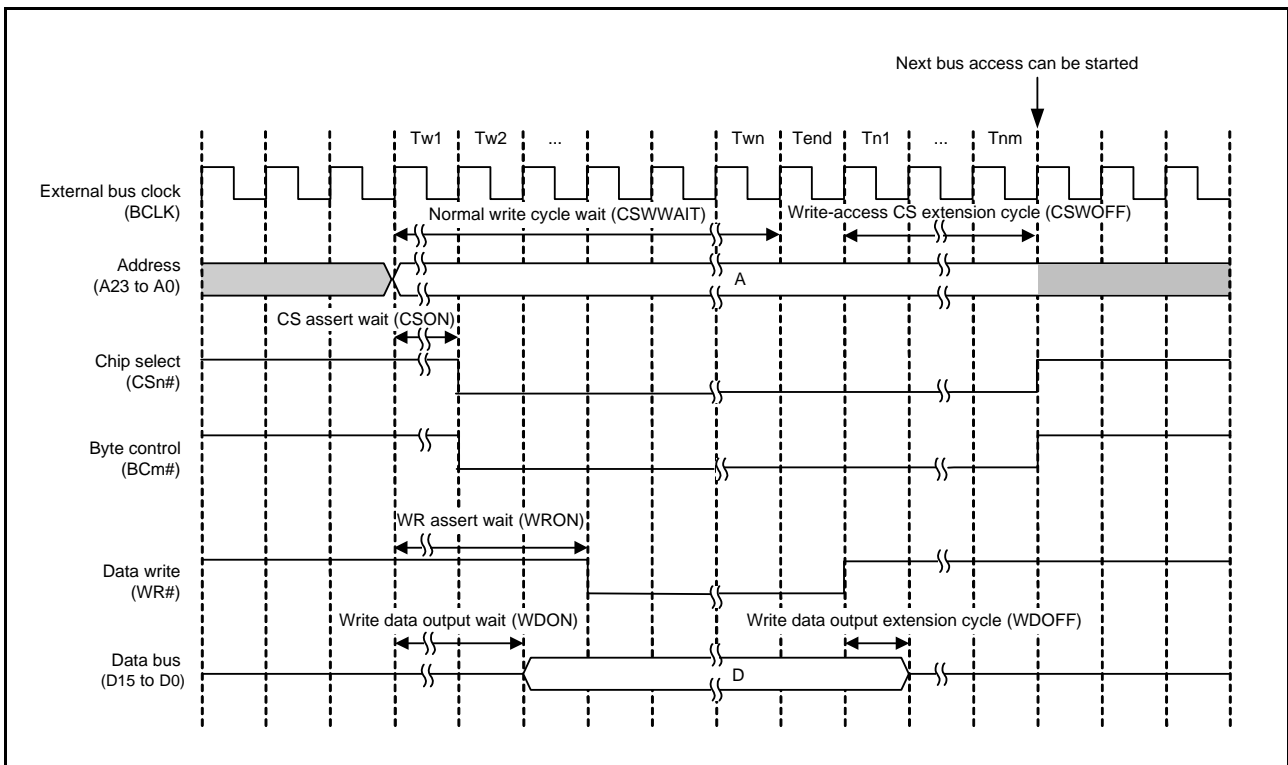 Next bus access can be started
Tw1 Tw2 ... Twn Tend Tn1 ... Tnm
External bus clock
(BCLK)
Normal write cycle wait (CSWWAIT)
Write-access CS extension cycle (CSWOFF)
Address
(A23 to A0)
A
CS assert wait (CSON)
Chip select
(CSn#)
Byte control
(BCm#)
WR assert wait (WRON)
Data write
(WR#)
Write data output wait (WDON)
Write data output extension cycle (WDOFF)
Data bus
(D15 to D0)
D